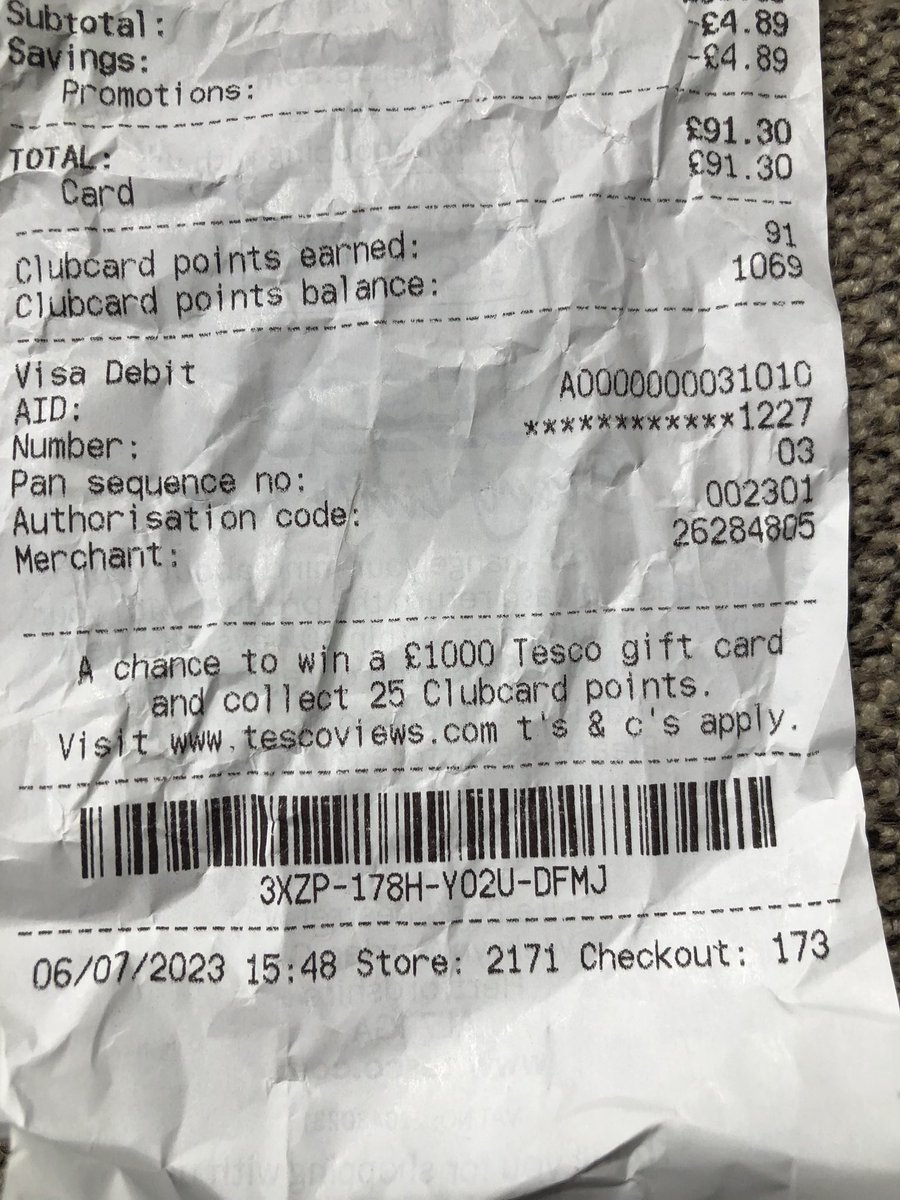 Subtotal:
Savings: -£4.89
Promotions: -£4.89
TOTAL: £91.30
Card £91.30
Clubcard points earned: 91
Clubcard points balance: 1069
Visa Debit
AID: A0000000031010
Number: ************1227
Pan sequence no: 03
Authorisation code: 002301
Merchant: 26284805
A chance to win a £1000 Tesco gift card
and collect 25 Clubcard points.
Visit www.tescoviews.com t's & c's apply.
3XZP-178H-Y02U-DFMJ
06/07/2023 15:48 Store: 2171 Checkout: 173